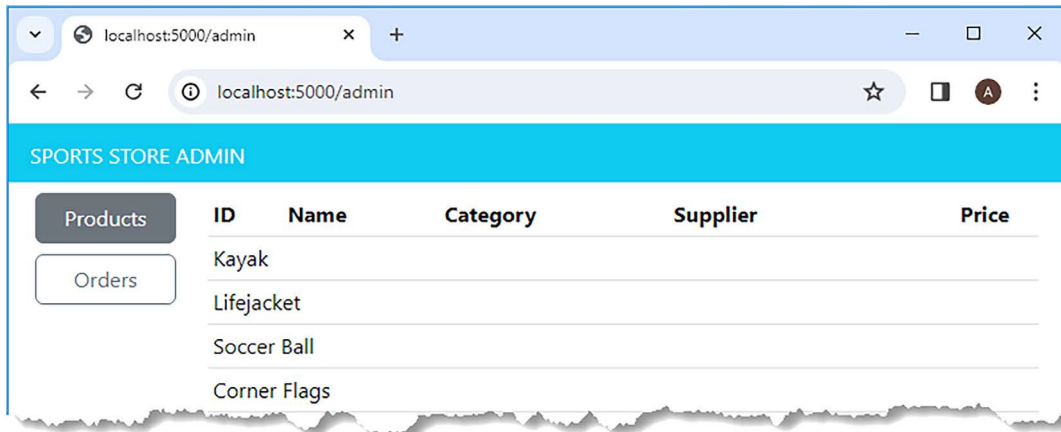 localhost:5000/admin
localhost:5000/admin
A
SPORTS STORE ADMIN
Products
Orders
ID Name Category Supplier Price
Kayak
Lifejacket
Soccer Ball
Corner Flags